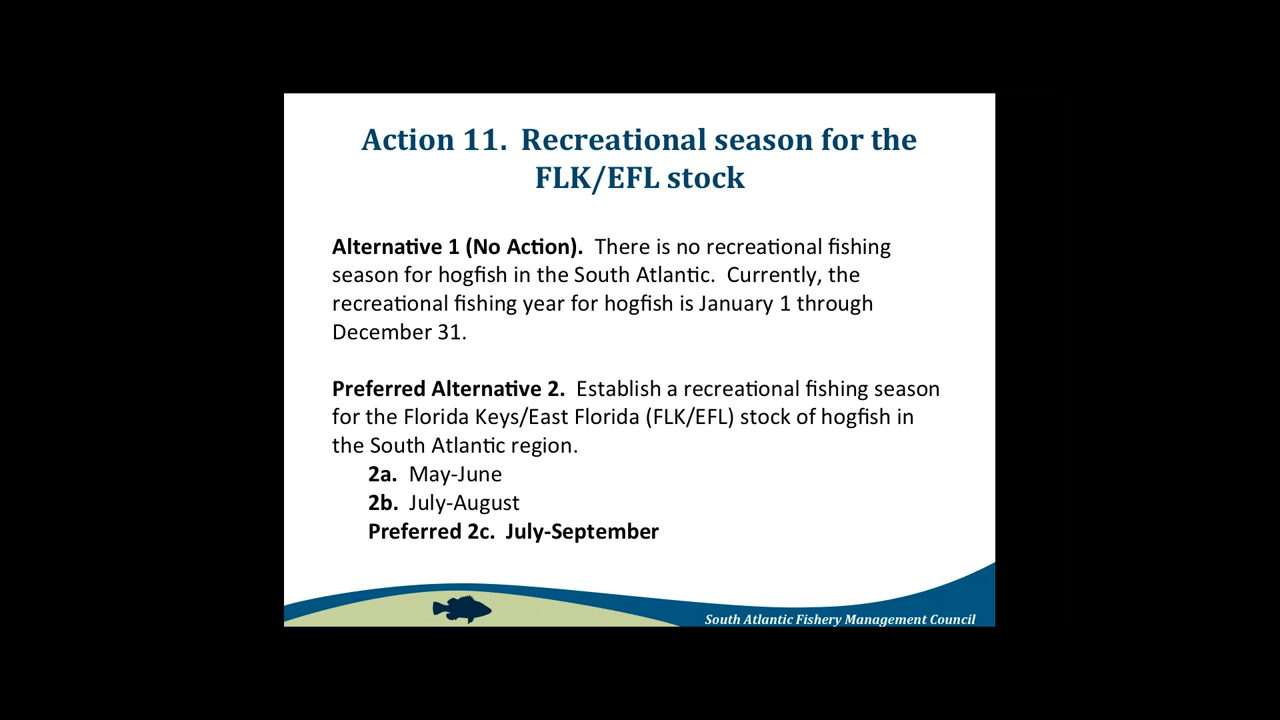 Action 11.  Recreational season for the
FLK/EFL stock
Alternative 1 (No Action).  There is no recreational fishing
season for hogfish in the South Atlantic.  Currently, the
recreational fishing year for hogfish is January 1 through
December 31.
Preferred Alternative 2.  Establish a recreational fishing season
for the Florida Keys/East Florida (FLK/EFL) stock of hogfish in
the South Atlantic region.
2a.  May-June
2b.  July-August
Preferred 2c.  July-September
South Atlantic Fishery Management Council